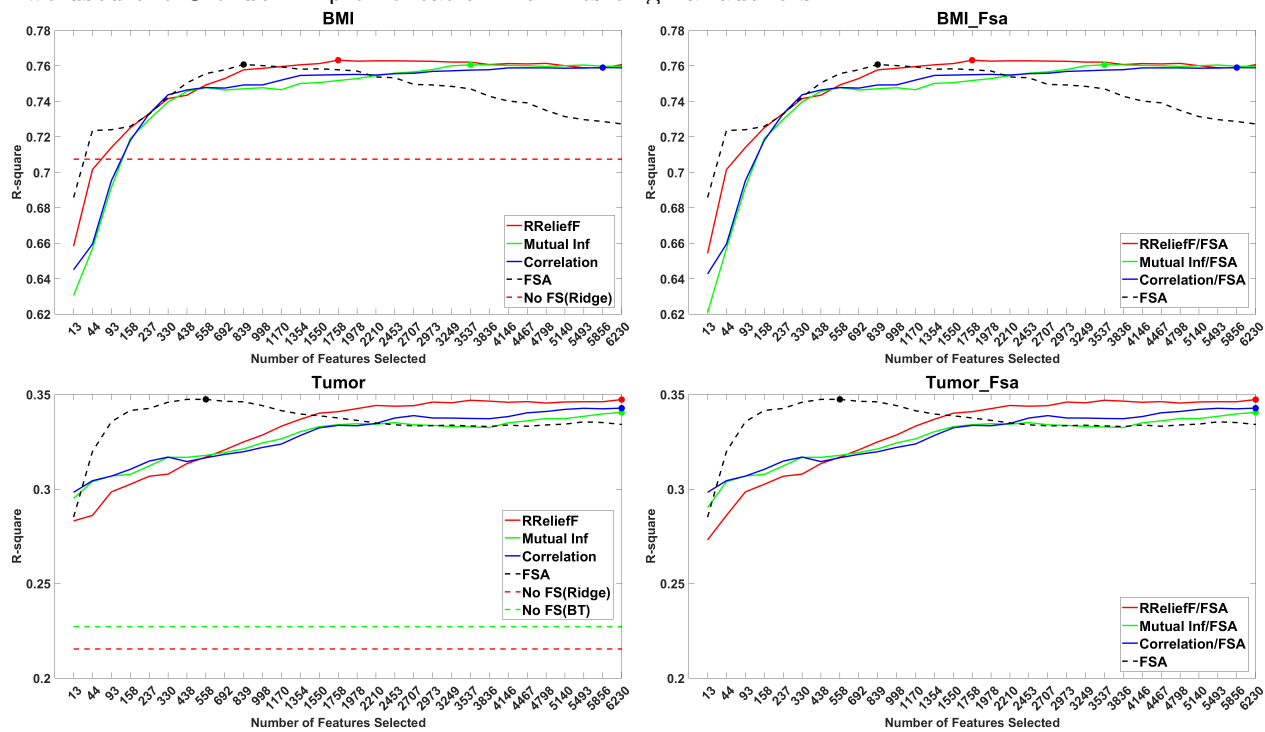 BMI
0.78
0.76
0.74
0.72
0.7
0.68
0.66
0.64
0.62
R-square
RReliefF
Mutual Inf
Correlation
FSA
No FS(Ridge)
13 44 93 158 237 330 438 558 692 839 998 1170 1354 1550 1758 1978 2210 2453 2707 2973 3249 3537 3836 4146 4467 4798 5140 5493 5856 6230
Number of Features Selected
BMI_Fsa
0.78
0.76
0.74
0.72
0.7
0.68
0.66
0.64
0.62
R-square
RReliefF/FSA
Mutual Inf/FSA
Correlation/FSA
FSA
13 44 93 158 237 330 438 558 692 839 998 1170 1354 1550 1758 1978 2210 2453 2707 2973 3249 3537 3836 4146 4467 4798 5140 5493 5856 6230
Number of Features Selected
Tumor
0.35
0.3
0.25
0.2
R-square
RReliefF
Mutual Inf
Correlation
FSA
No FS(Ridge)
No FS(BT)
13 44 93 158 237 330 438 558 692 839 998 1170 1354 1550 1758 1978 2210 2453 2707 2973 3249 3537 3836 4146 4467 4798 5140 5493 5856 6230
Number of Features Selected
Tumor_Fsa
0.35
0.3
0.25
0.2
R-square
RReliefF/FSA
Mutual Inf/FSA
Correlation/FSA
FSA
13 44 93 158 237 330 438 558 692 839 998 1170 1354 1550 1758 1978 2210 2453 2707 2973 3249 3537 3836 4146 4467 4798 5140 5493 5856 6230
Number of Features Selected